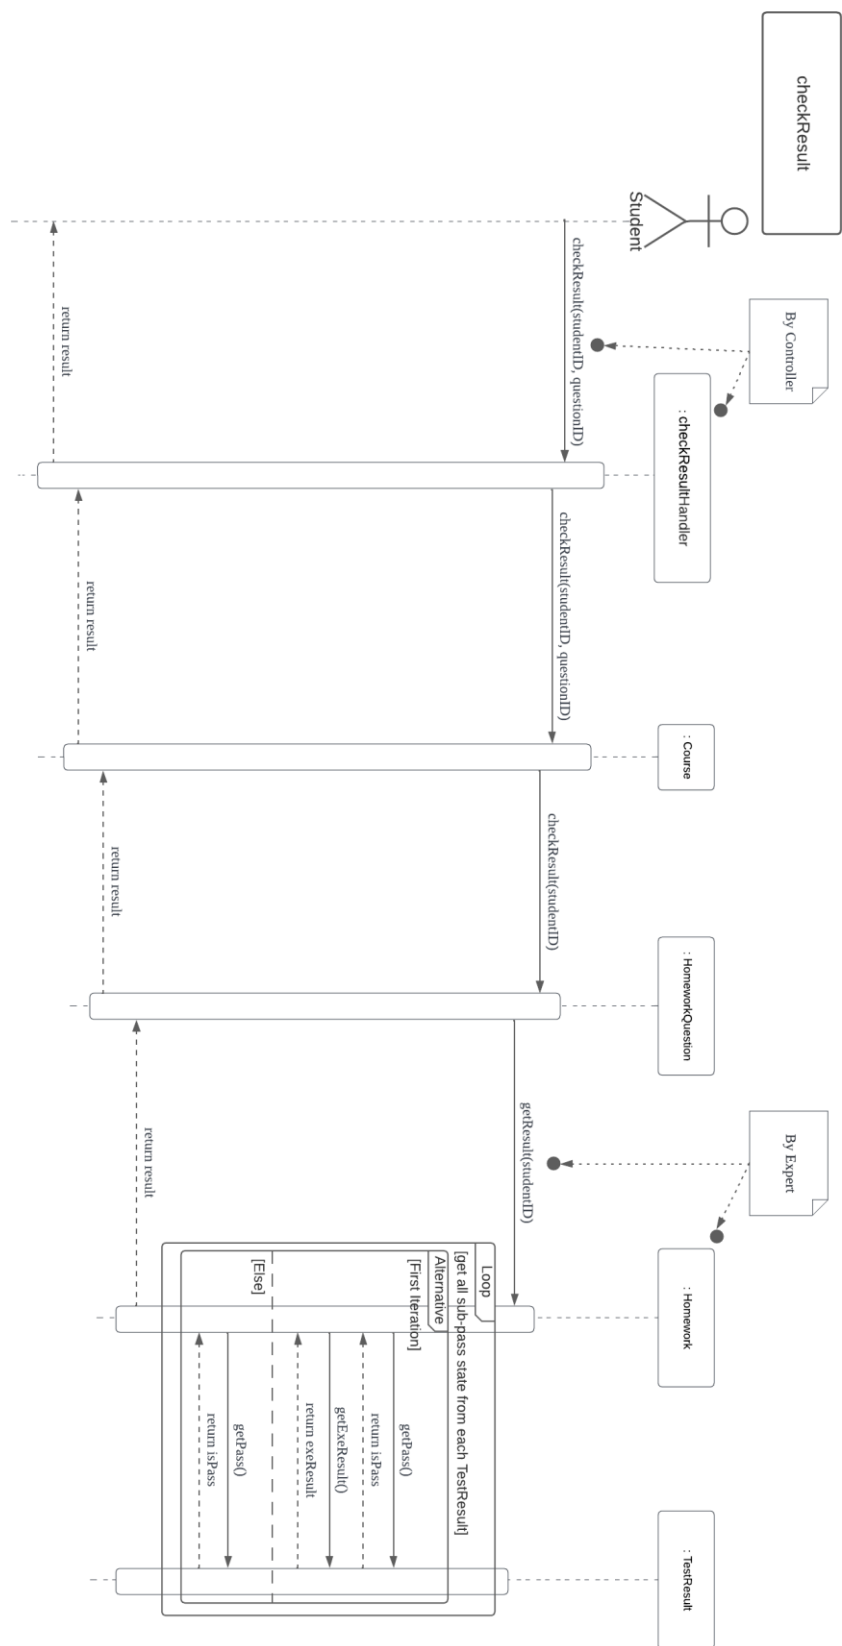 checkResult
Student
By Controller
: checkResultHandler
: Course
: HomeworkQuestion
By Expert
: Homework
: TestResult
checkResult(studentID, questionID)
checkResult(studentID, questionID)
checkResult(studentID)
getResult(studentID)
Loop
[get all sub-pass state from each TestResult]
Alternative
[First Iteration]
getPass()
return isPass
getExeResult()
return exeResult
[Else]
getPass()
return isPass
return result
return result
return result
return result